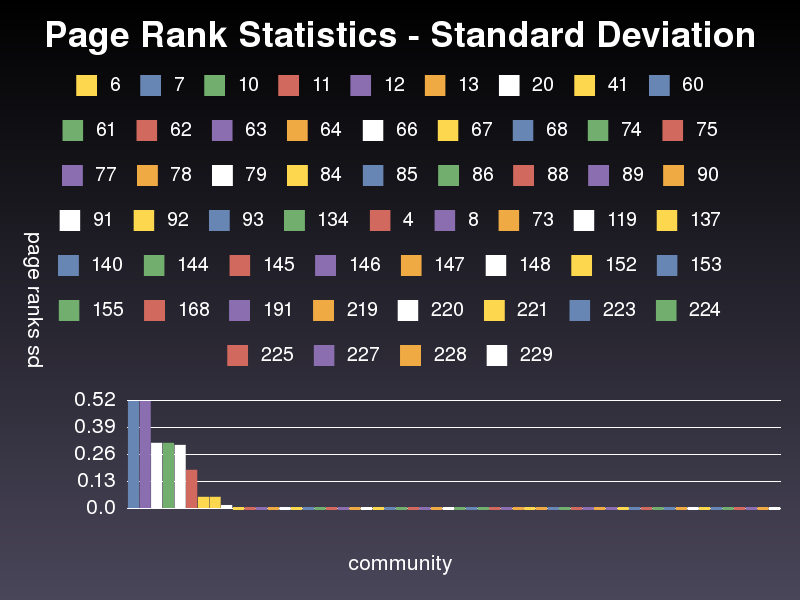 Page Rank Statistics - Standard Deviation
6 7 10 11 12 13 20 41 60
61 62 63 64 66 67 68 74 75
77 78 79 84 85 86 88 89 90
91 92 93 134 4 8 73 119 137
140 144 145 146 147 148 152 153
155 168 191 219 220 221 223 224
225 227 228 229
page ranks sd
0.52
0.39
0.26
0.13
0.0
community